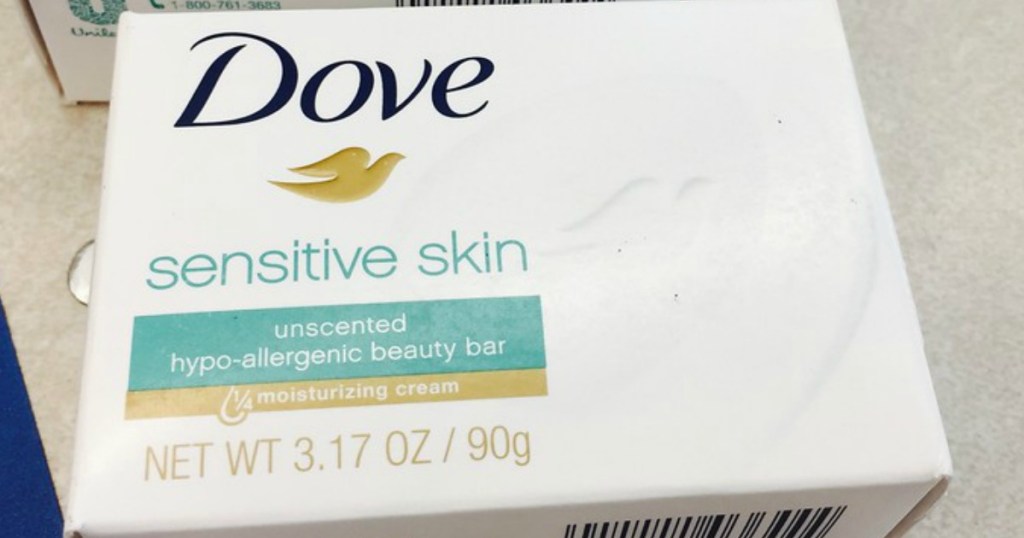 1-800-761-3683
Dove
sensitive skin
unscented
hypo-allergenic beauty bar
1/4 moisturizing cream
NET WT 3.17 OZ / 90g